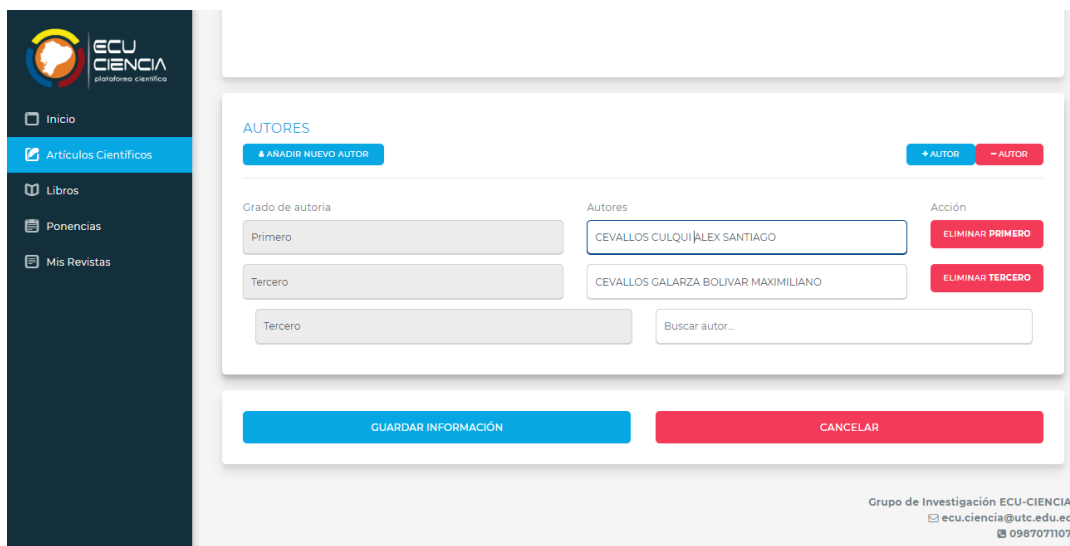 ECU
CIENCIA
plataforma científica
Inicio
Artículos Científicos
Libros
Ponencias
Mis Revistas
AUTORES
AÑADIR NUEVO AUTOR
+ AUTOR
− AUTOR
Grado de autoria Autores Acción
Primero CEVALLOS CULQUI ALEX SANTIAGO ELIMINAR PRIMERO
Tercero CEVALLOS GALARZA BOLIVAR MAXIMILIANO ELIMINAR TERCERO
Tercero Buscar autor...
GUARDAR INFORMACIÓN CANCELAR
Grupo de Investigación ECU-CIENCIA
ecu.ciencia@utc.edu.ec
0987071107